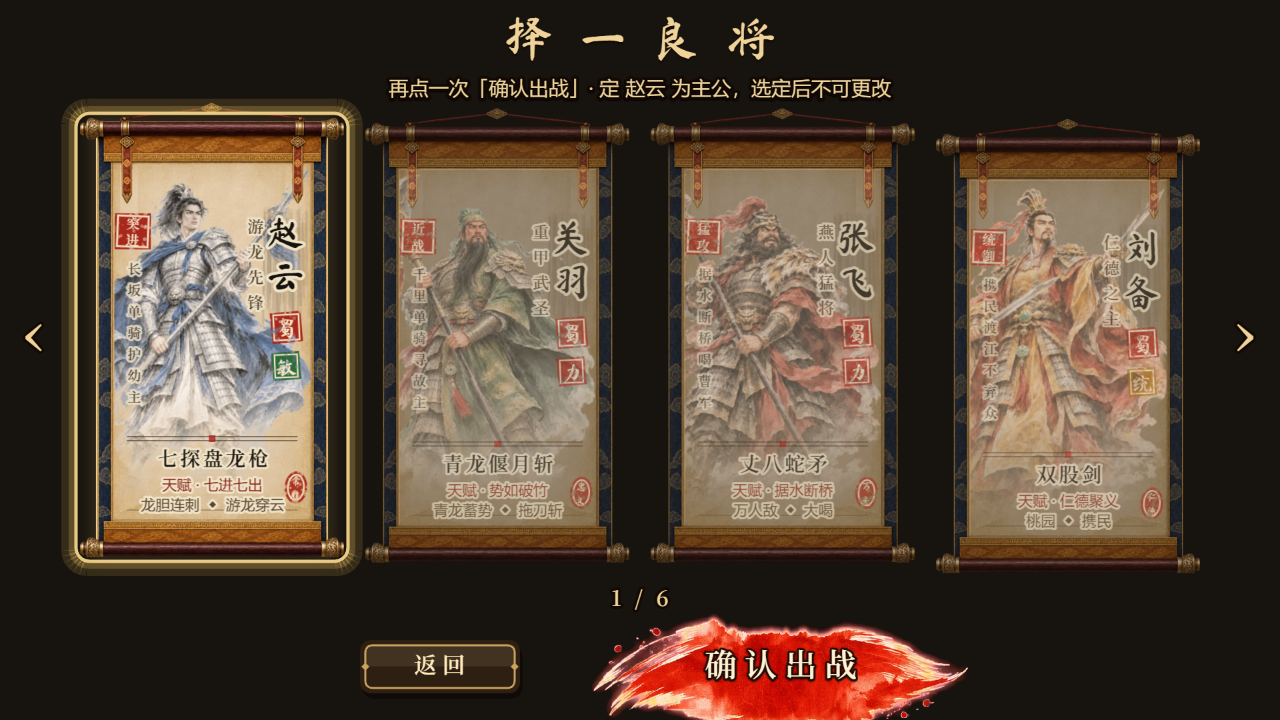 择一良将
再点一次「确认出战」· 定 赵云 为主公，选定后不可更改
赵云
游龙先锋
突进
长坂单骑护幼主
蜀
敏
七探盘龙枪
天赋·七进七出
龙胆连刺 ◆ 游龙穿云
关羽
重甲武圣
近战
千里单骑寻故主
蜀
力
青龙偃月斩
天赋·势如破竹
青龙蓄势 ◆ 拖刀斩
张飞
燕人猛将
猛攻
据水断桥喝曹军
蜀
力
丈八蛇矛
天赋·据水断桥
万人敌 ◆ 大喝
刘备
仁德之主
统御
携民渡江不弃众
蜀
统
双股剑
天赋·仁德聚义
桃园 ◆ 携民
1 / 6
返回
确认出战